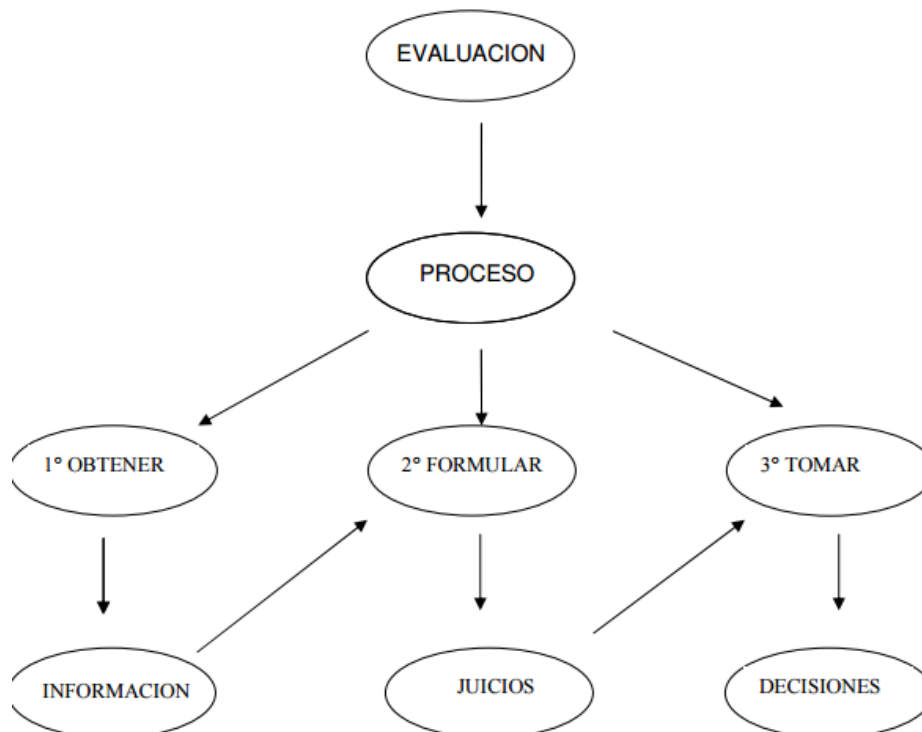 EVALUACION
PROCESO
1° OBTENER
2° FORMULAR
3° TOMAR
INFORMACION
JUICIOS
DECISIONES